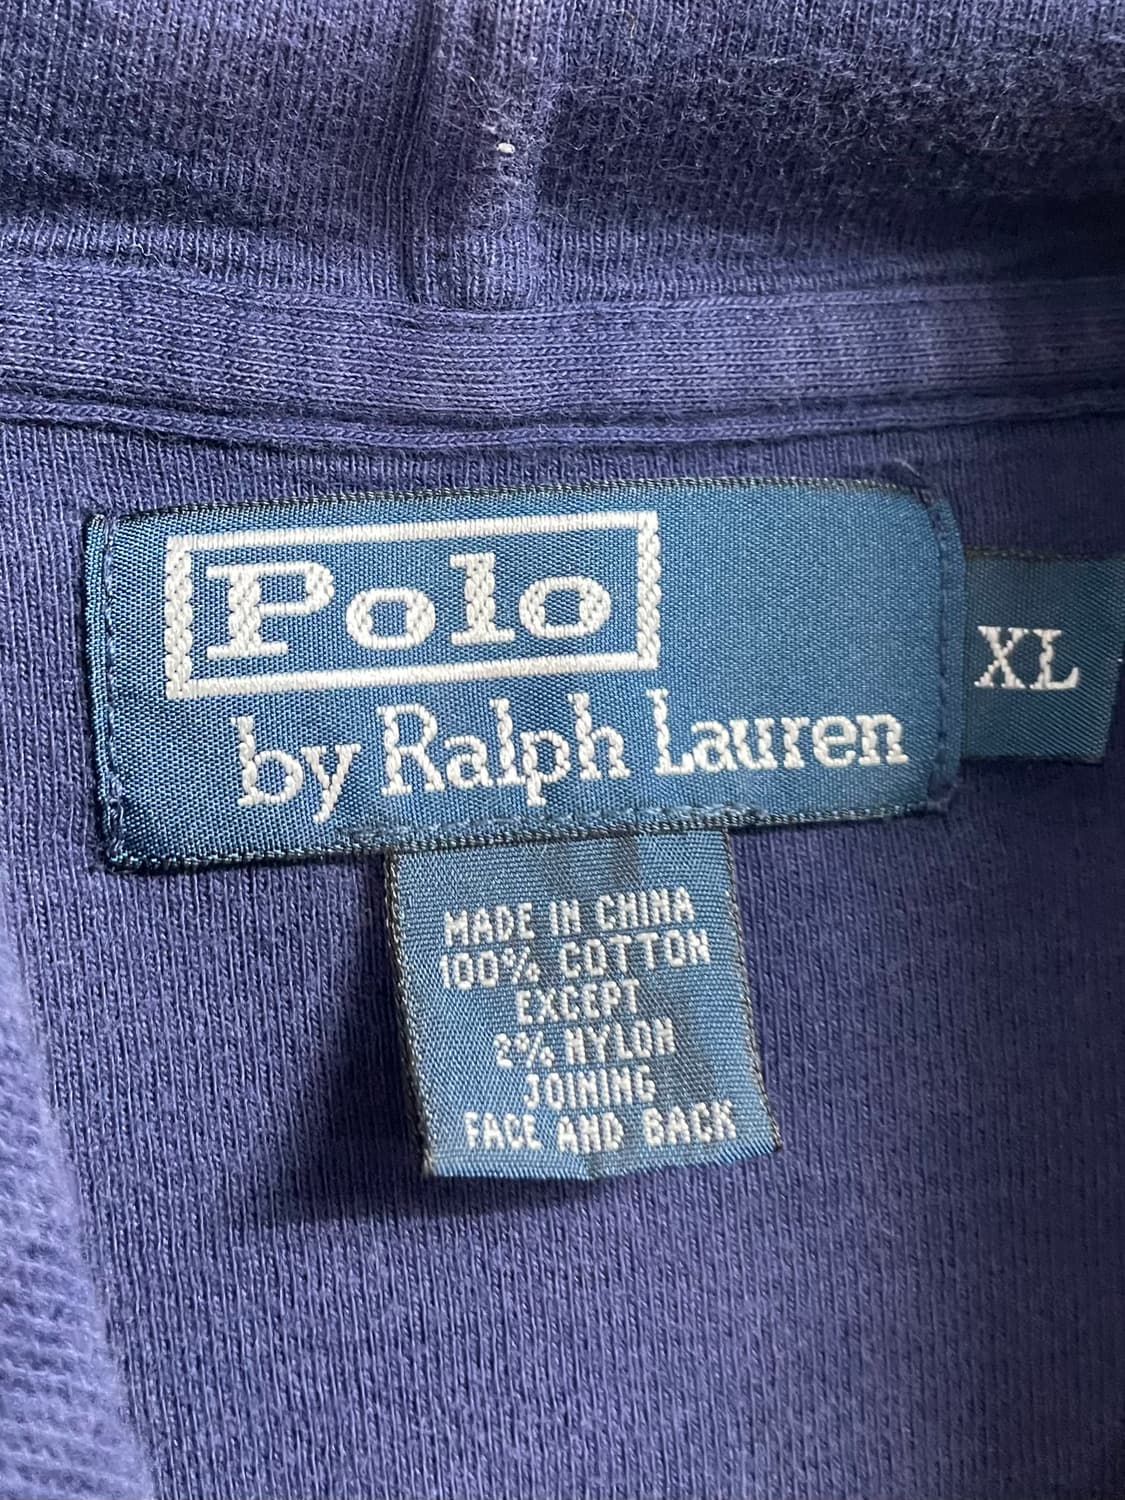 Polo
by Ralph Lauren
XL
MADE IN CHINA
100% COTTON
EXCEPT
2% NYLON
JOINING
FACE AND BACK